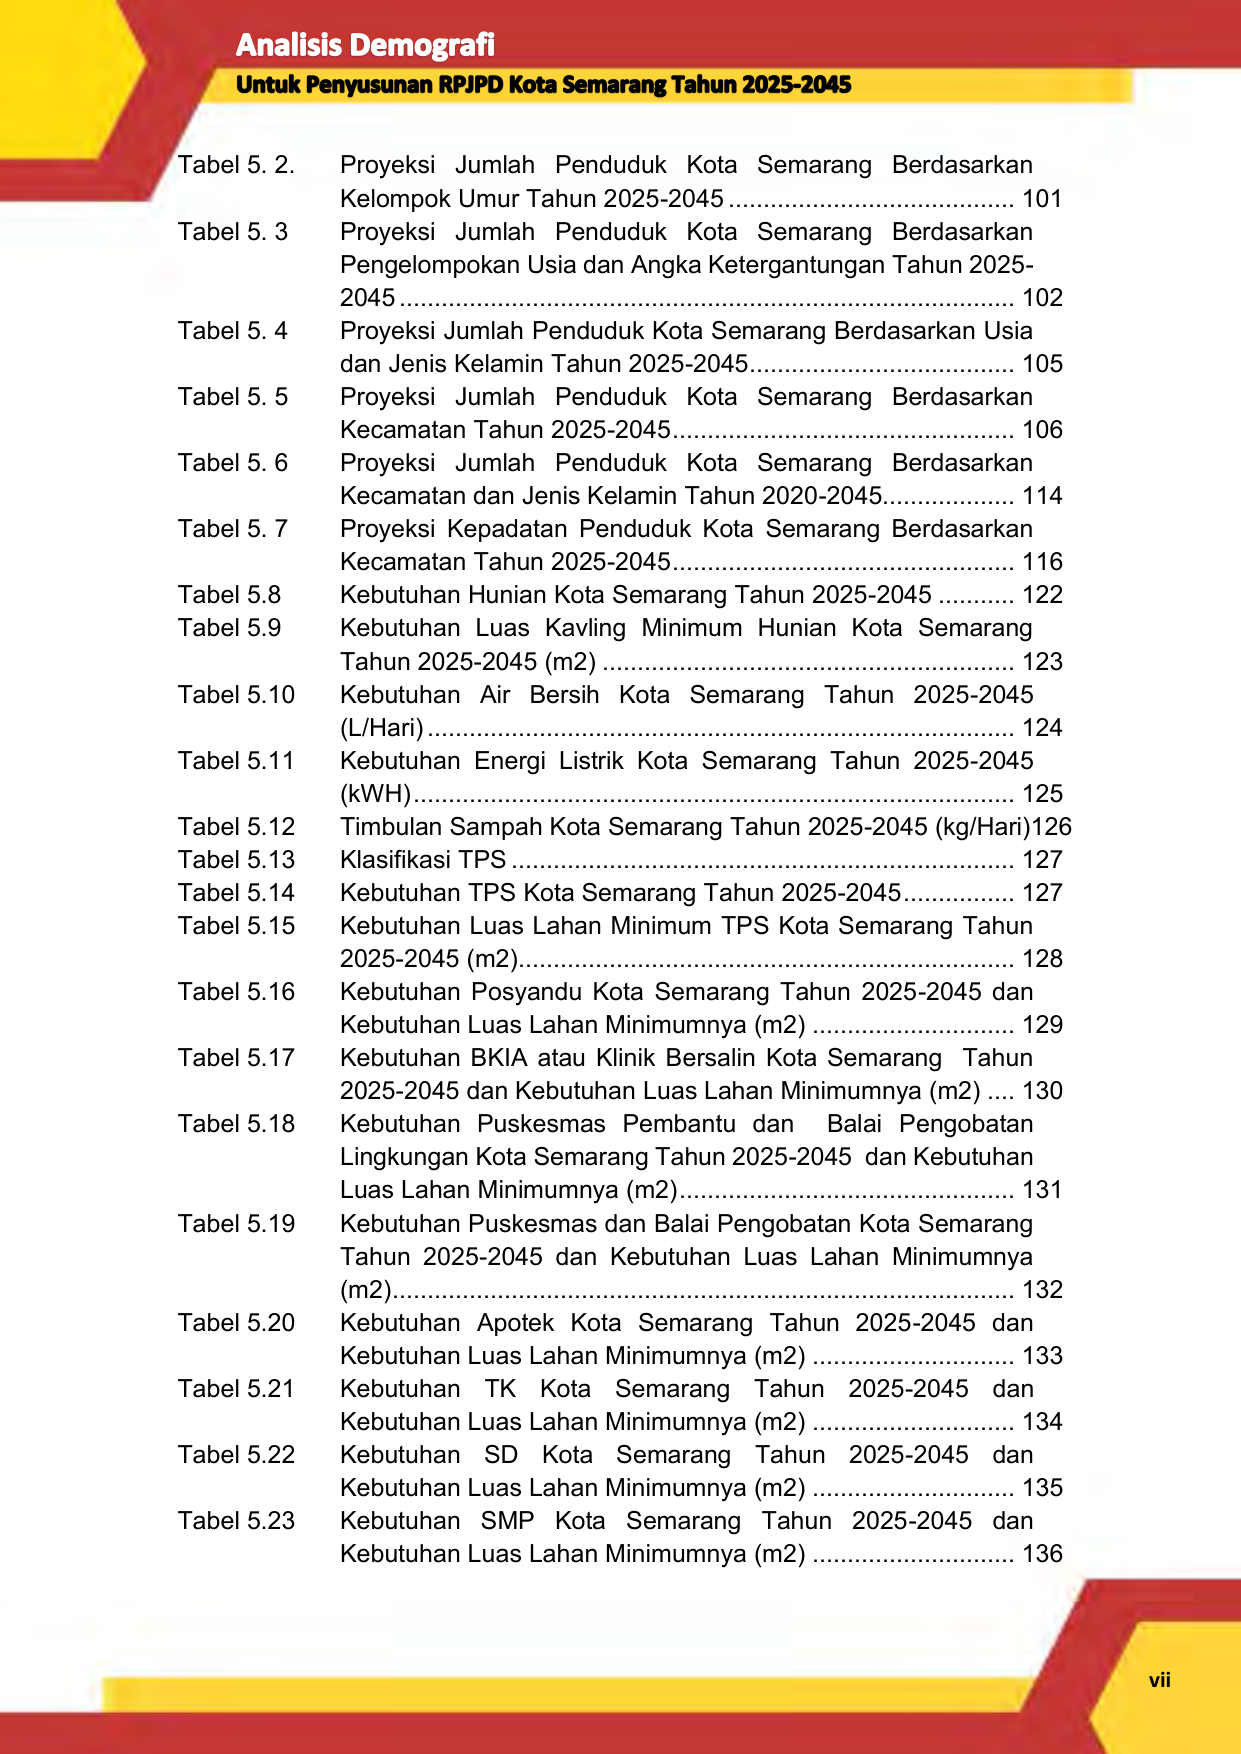 Analisis Demografi
Untuk Penyusunan RPJPD Kota Semarang Tahun 2025-2045
Tabel 5. 2. Proyeksi Jumlah Penduduk Kota Semarang Berdasarkan
Kelompok Umur Tahun 2025-2045 ......................................... 101
Tabel 5. 3 Proyeksi Jumlah Penduduk Kota Semarang Berdasarkan
Pengelompokan Usia dan Angka Ketergantungan Tahun 2025-
2045 ........................................................................................ 102
Tabel 5. 4 Proyeksi Jumlah Penduduk Kota Semarang Berdasarkan Usia
dan Jenis Kelamin Tahun 2025-2045...................................... 105
Tabel 5. 5 Proyeksi Jumlah Penduduk Kota Semarang Berdasarkan
Kecamatan Tahun 2025-2045................................................. 106
Tabel 5. 6 Proyeksi Jumlah Penduduk Kota Semarang Berdasarkan
Kecamatan dan Jenis Kelamin Tahun 2020-2045................... 114
Tabel 5. 7 Proyeksi Kepadatan Penduduk Kota Semarang Berdasarkan
Kecamatan Tahun 2025-2045................................................. 116
Tabel 5.8 Kebutuhan Hunian Kota Semarang Tahun 2025-2045 ........... 122
Tabel 5.9 Kebutuhan Luas Kavling Minimum Hunian Kota Semarang
Tahun 2025-2045 (m2) ........................................................... 123
Tabel 5.10 Kebutuhan Air Bersih Kota Semarang Tahun 2025-2045
(L/Hari) .................................................................................... 124
Tabel 5.11 Kebutuhan Energi Listrik Kota Semarang Tahun 2025-2045
(kWH)...................................................................................... 125
Tabel 5.12 Timbulan Sampah Kota Semarang Tahun 2025-2045 (kg/Hari)126
Tabel 5.13 Klasifikasi TPS ........................................................................ 127
Tabel 5.14 Kebutuhan TPS Kota Semarang Tahun 2025-2045................ 127
Tabel 5.15 Kebutuhan Luas Lahan Minimum TPS Kota Semarang Tahun
2025-2045 (m2)....................................................................... 128
Tabel 5.16 Kebutuhan Posyandu Kota Semarang Tahun 2025-2045 dan
Kebutuhan Luas Lahan Minimumnya (m2) ............................. 129
Tabel 5.17 Kebutuhan BKIA atau Klinik Bersalin Kota Semarang Tahun
2025-2045 dan Kebutuhan Luas Lahan Minimumnya (m2) .... 130
Tabel 5.18 Kebutuhan Puskesmas Pembantu dan Balai Pengobatan
Lingkungan Kota Semarang Tahun 2025-2045 dan Kebutuhan
Luas Lahan Minimumnya (m2)................................................ 131
Tabel 5.19 Kebutuhan Puskesmas dan Balai Pengobatan Kota Semarang
Tahun 2025-2045 dan Kebutuhan Luas Lahan Minimumnya
(m2)......................................................................................... 132
Tabel 5.20 Kebutuhan Apotek Kota Semarang Tahun 2025-2045 dan
Kebutuhan Luas Lahan Minimumnya (m2) ............................. 133
Tabel 5.21 Kebutuhan TK Kota Semarang Tahun 2025-2045 dan
Kebutuhan Luas Lahan Minimumnya (m2) ............................. 134
Tabel 5.22 Kebutuhan SD Kota Semarang Tahun 2025-2045 dan
Kebutuhan Luas Lahan Minimumnya (m2) ............................. 135
Tabel 5.23 Kebutuhan SMP Kota Semarang Tahun 2025-2045 dan
Kebutuhan Luas Lahan Minimumnya (m2) ............................. 136
vii